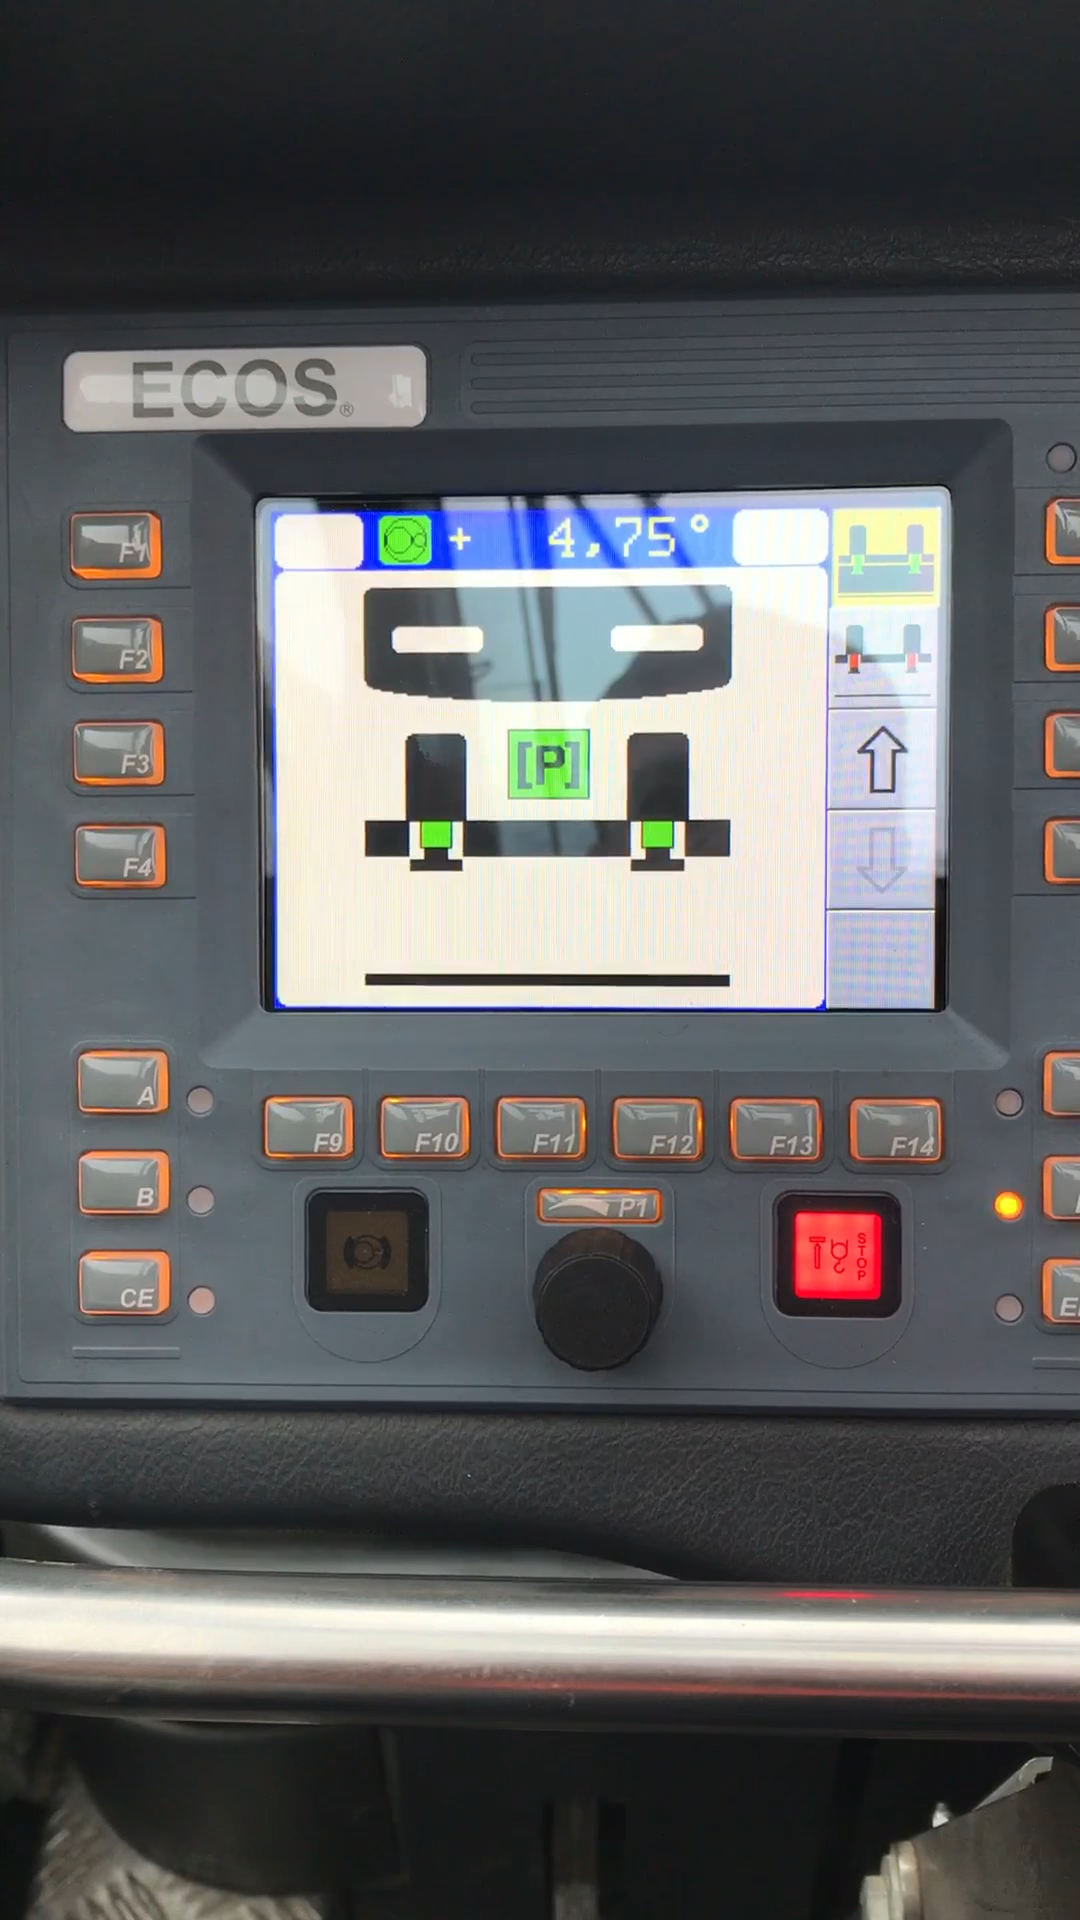 ECOS®
+ 4,75°
F1
F2
F3
F4
[P]
A
B
CE
F9
F10
F11
F12
F13
F14
P1
STOP